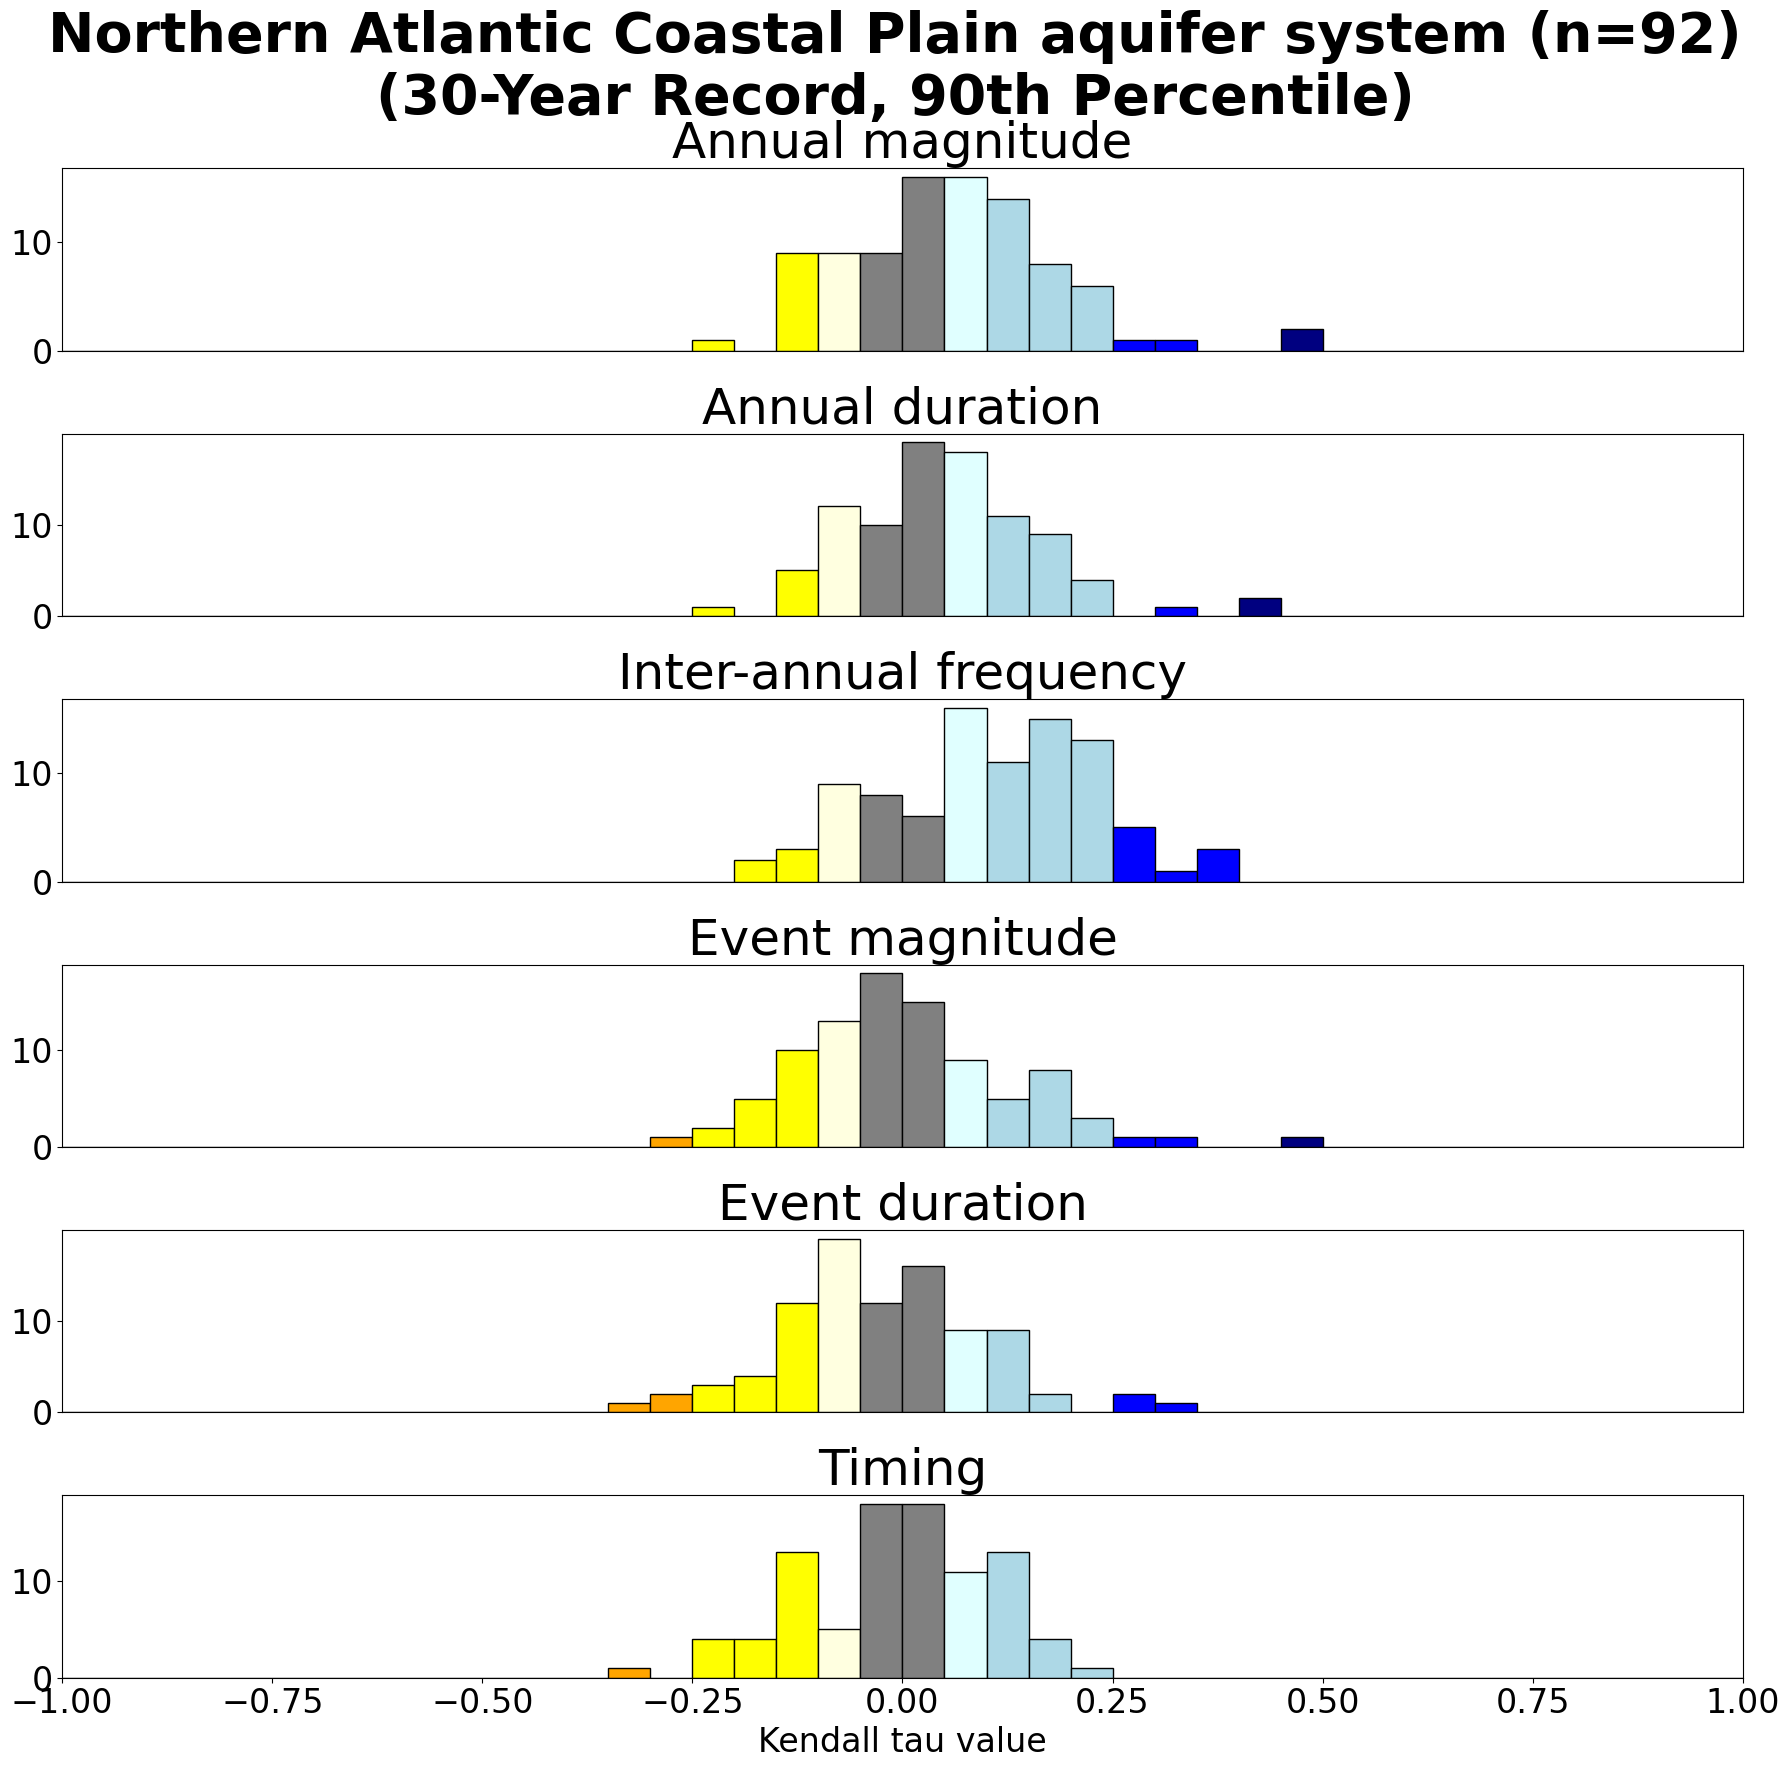 Northern Atlantic Coastal Plain aquifer system (n=92)
(30-Year Record, 90th Percentile)
Annual magnitude
10
0
Annual duration
10
0
Inter-annual frequency
10
0
Event magnitude
10
0
Event duration
10
0
Timing
10
0
−1.00 −0.75 −0.50 −0.25 0.00 0.25 0.50 0.75 1.00
Kendall tau value